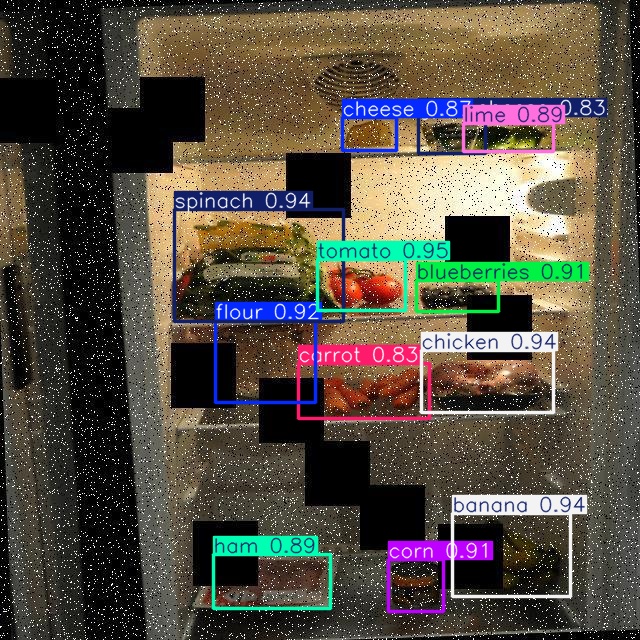 cheese 0.87
0.83
lime 0.89
spinach 0.94
tomato 0.95
blueberries 0.91
flour 0.92
chicken 0.94
carrot 0.83
banana 0.94
ham 0.89
corn 0.91